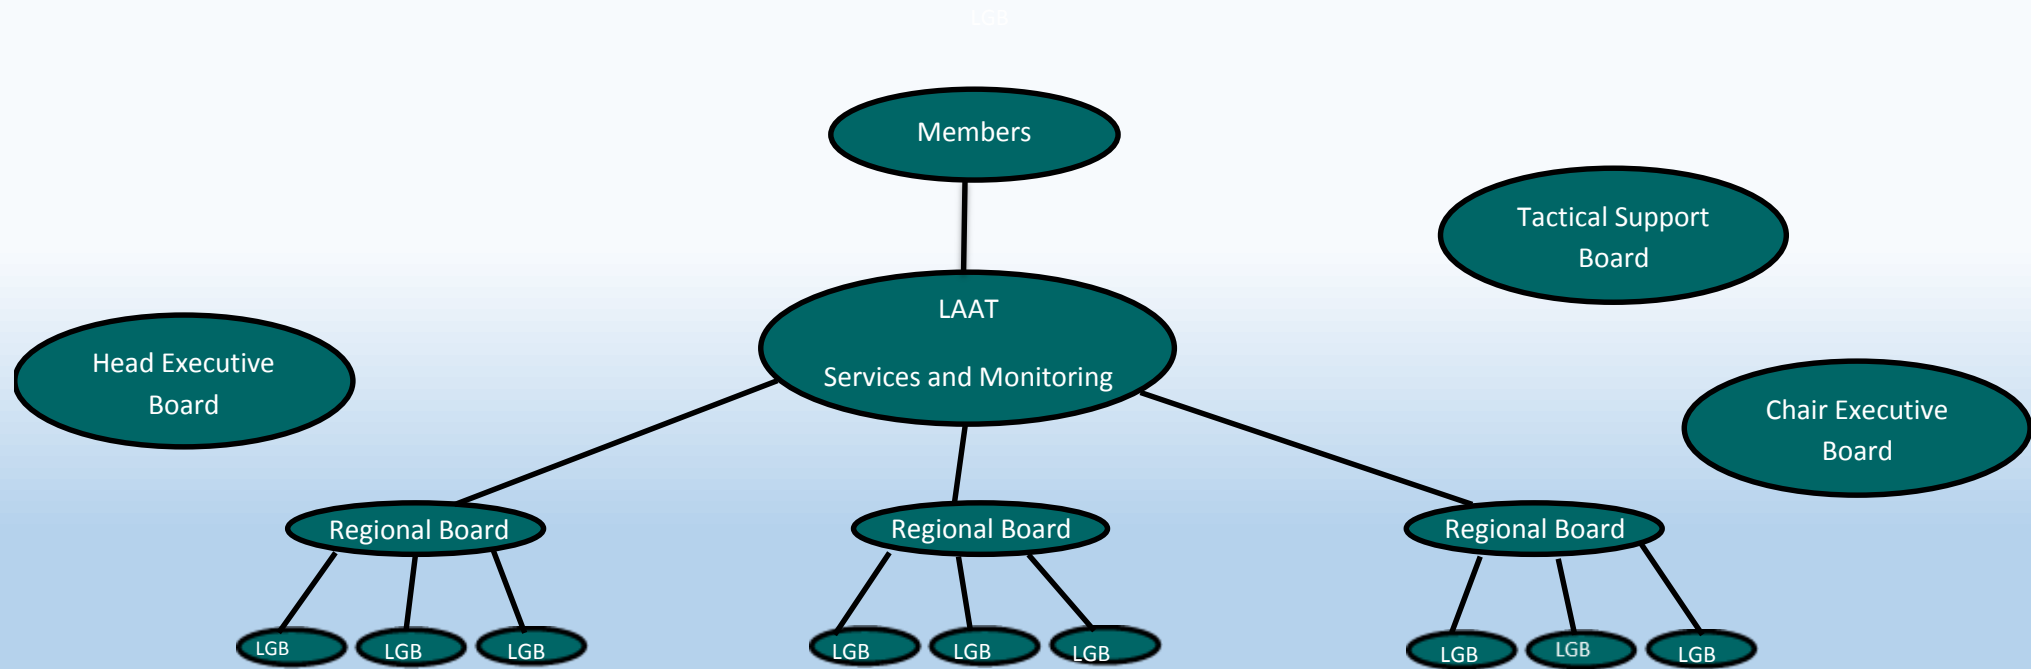 LGB
Members
Tactical Support
Board
LAAT
Services and Monitoring
Head Executive
Board
Chair Executive
Board
Regional Board
Regional Board
Regional Board
LGB
LGB
LGB
LGB
LGB
LGB
LGB
LGB
LGB